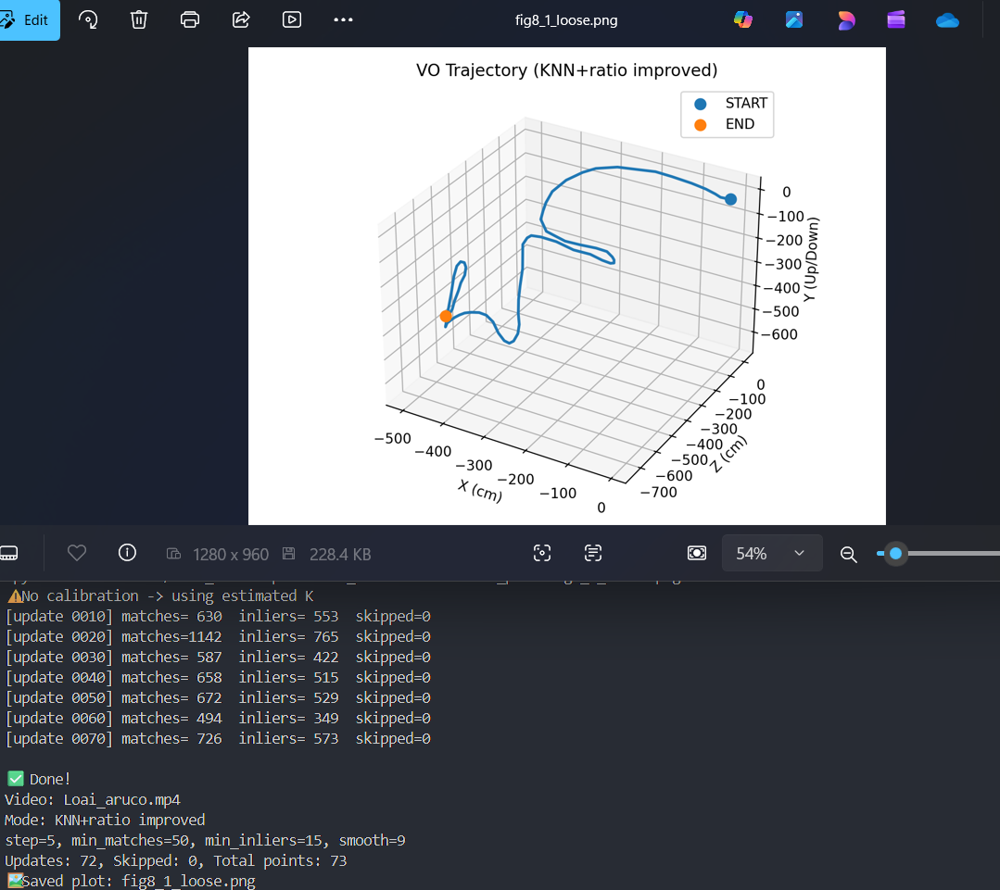 Edit
fig8_1_loose.png
VO Trajectory (KNN+ratio improved)
START
END
0
−100
−200
−300
−400
−500
−600
Y (Up/Down)
0
−100
−200
−300
−400
−500
−600
−700
Z (cm)
−500
−400
−300
−200
−100
0
X (cm)
1280 x 960 228.4 KB 54%
No calibration -> using estimated K
[update 0010] matches= 630 inliers= 553 skipped=0
[update 0020] matches=1142 inliers= 765 skipped=0
[update 0030] matches= 587 inliers= 422 skipped=0
[update 0040] matches= 658 inliers= 515 skipped=0
[update 0050] matches= 672 inliers= 529 skipped=0
[update 0060] matches= 494 inliers= 349 skipped=0
[update 0070] matches= 726 inliers= 573 skipped=0
Done!
Video: Loai_aruco.mp4
Mode: KNN+ratio improved
step=5, min_matches=50, min_inliers=15, smooth=9
Updates: 72, Skipped: 0, Total points: 73
Saved plot: fig8_1_loose.png